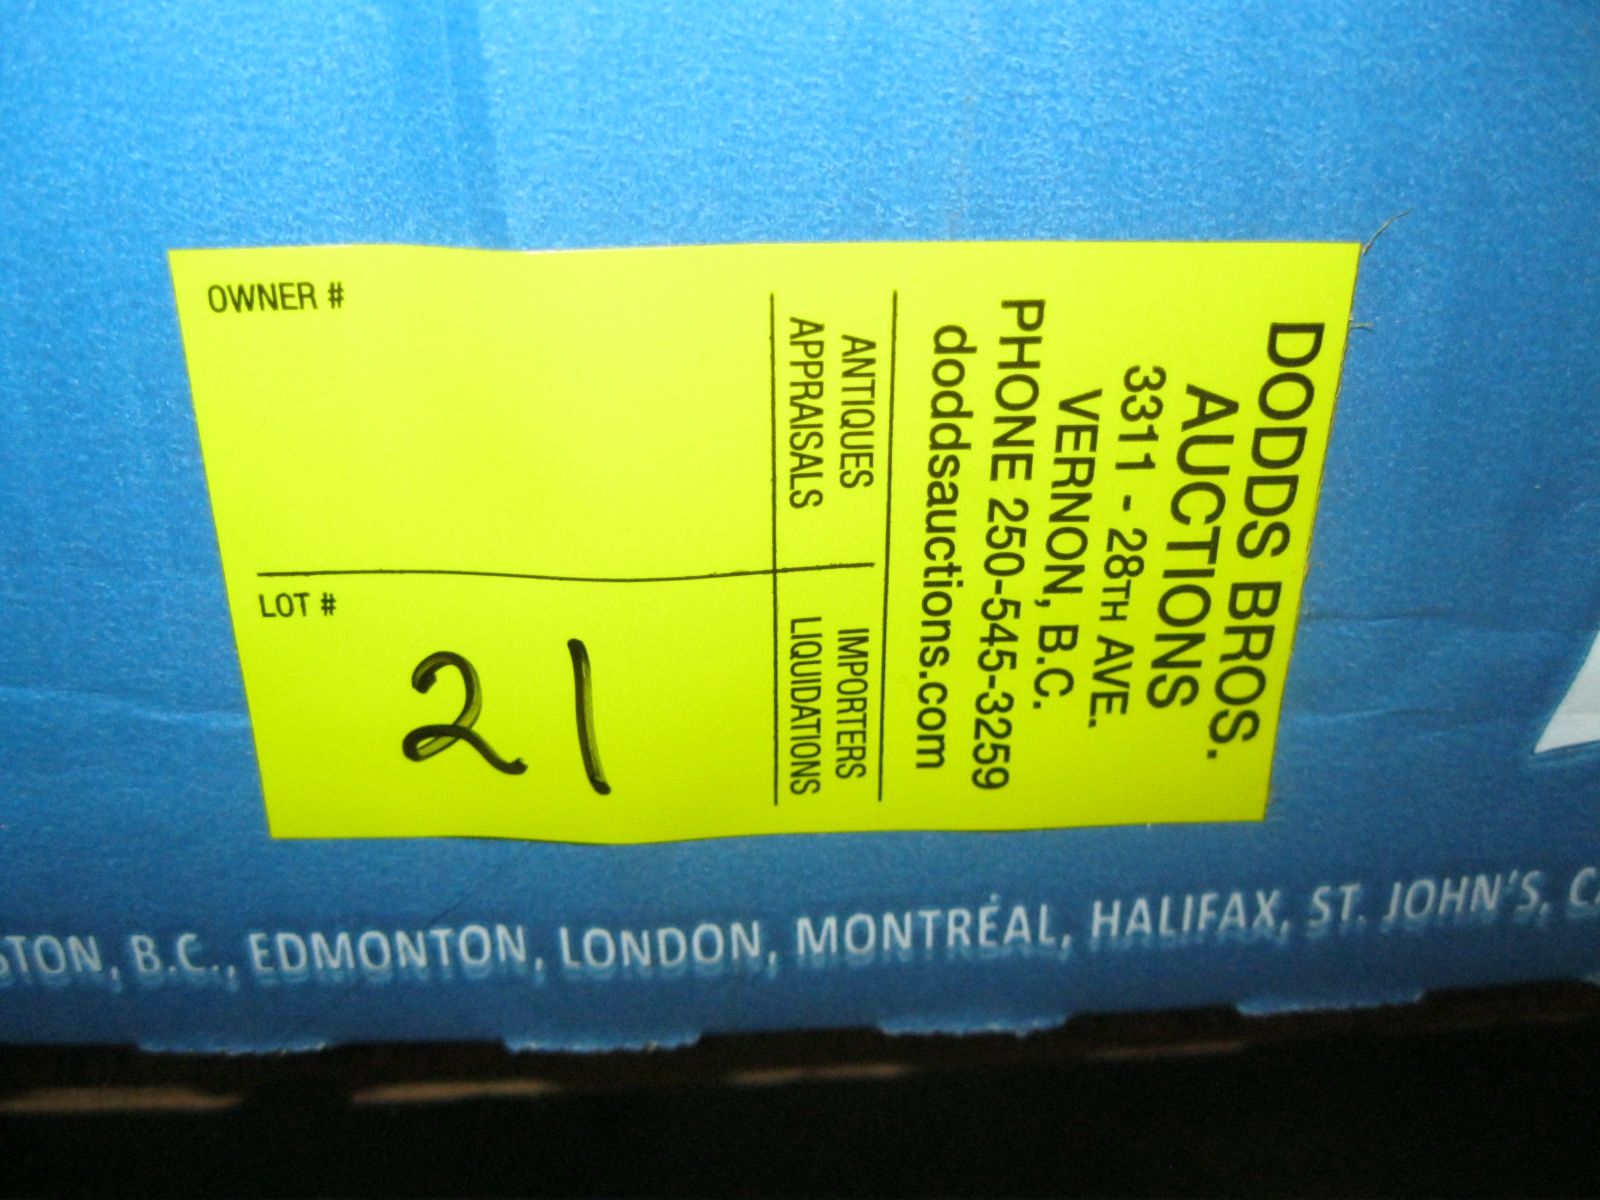 DODDS BROS.
AUCTIONS
3311 - 28TH AVE.
VERNON, B.C.
PHONE 250-545-3259
doddsauctions.com
ANTIQUES IMPORTERS
APPRAISALS LIQUIDATIONS
OWNER #
LOT #
21
B.C., EDMONTON, LONDON, MONTRÉAL, HALIFAX, ST. JOHN'S,